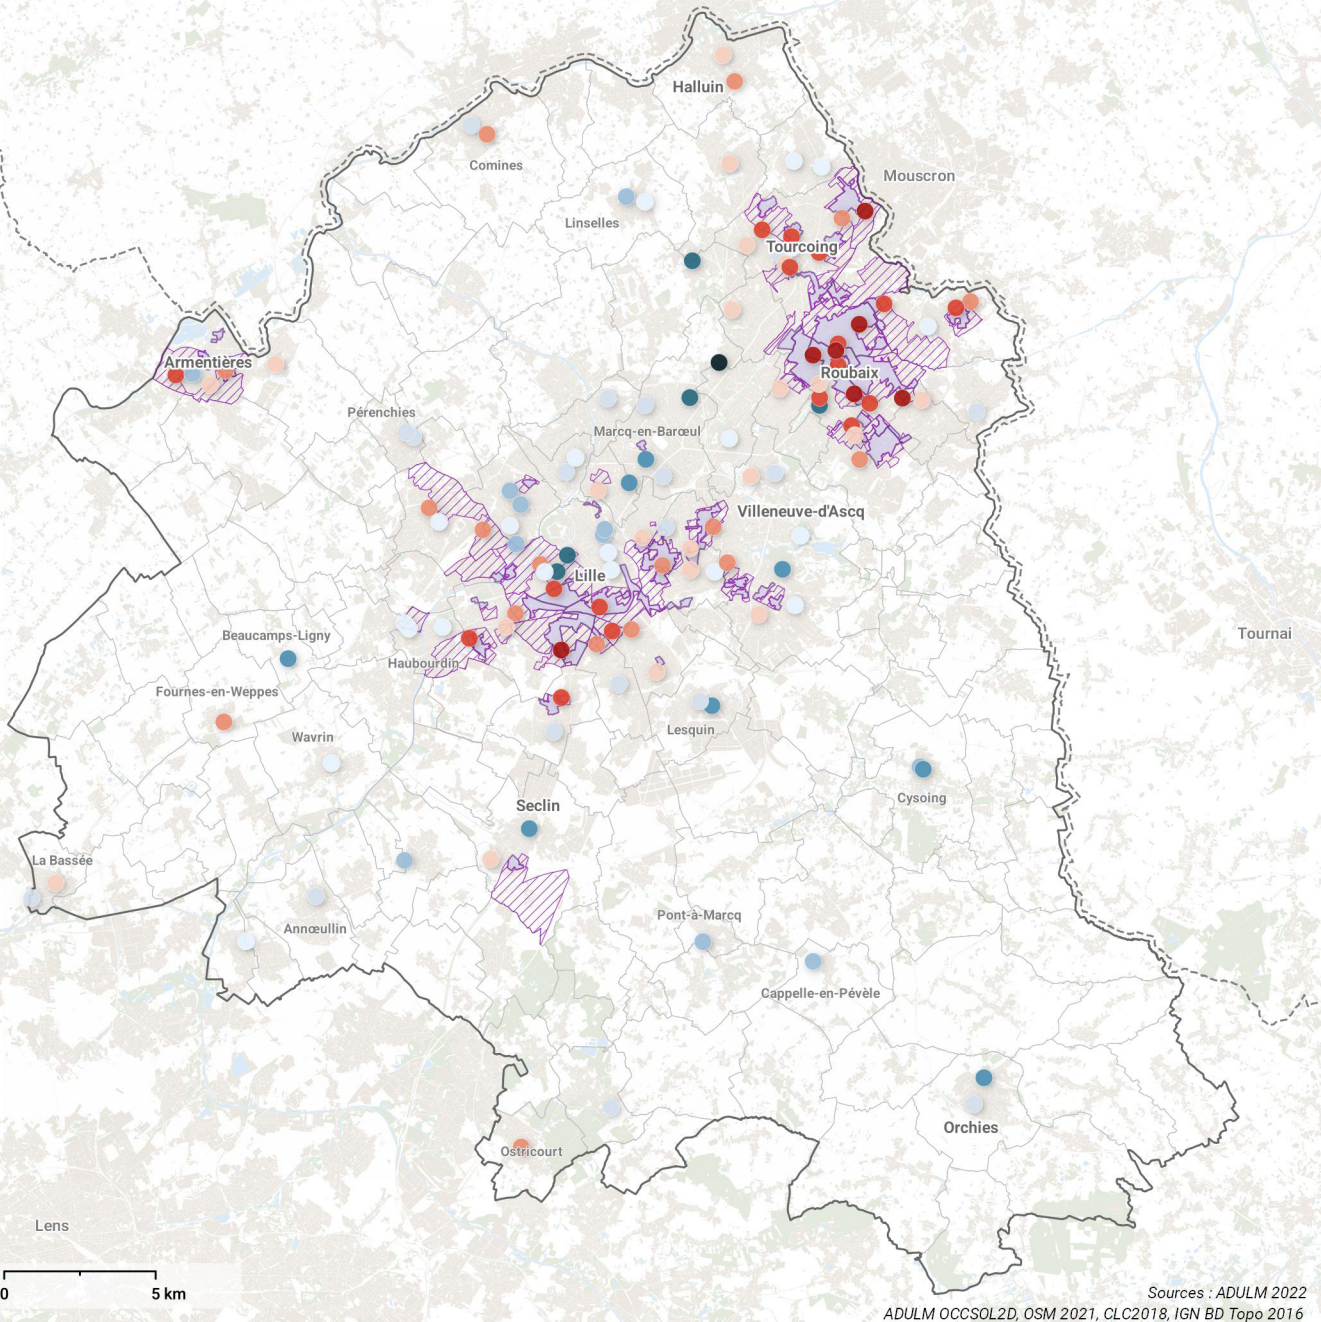 Halluin
Comines
Mouscron
Linselles
Tourcoing
Armentières
Roubaix
Pérenchies
Marcq-en-Barœul
Villeneuve-d'Ascq
Lille
Beaucamps-Ligny
Tournai
Haubourdin
Fournes-en-Weppes
Lesquin
Wavrin
Cysoing
Seclin
La Bassée
Pont-à-Marcq
Annœullin
Cappelle-en-Pévèle
Orchies
Ostricourt
Lens
0 5 km
Sources : ADULM 2022
ADULM OCCSOL2D, OSM 2021, CLC2018, IGN BD Topo 2016